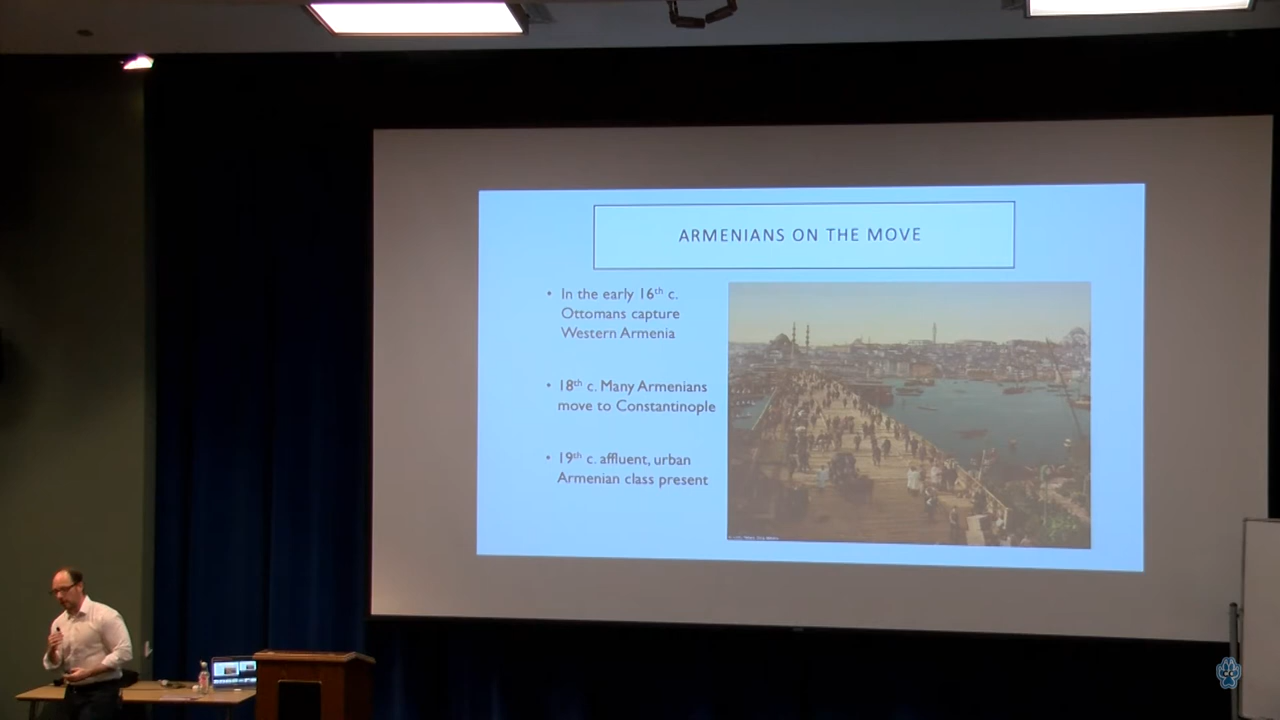 ARMENIANS ON THE MOVE
• In the early 16th c.
Ottomans capture
Western Armenia
• 18th c. Many Armenians
move to Constantinople
• 19th c. affluent, urban
Armenian class present